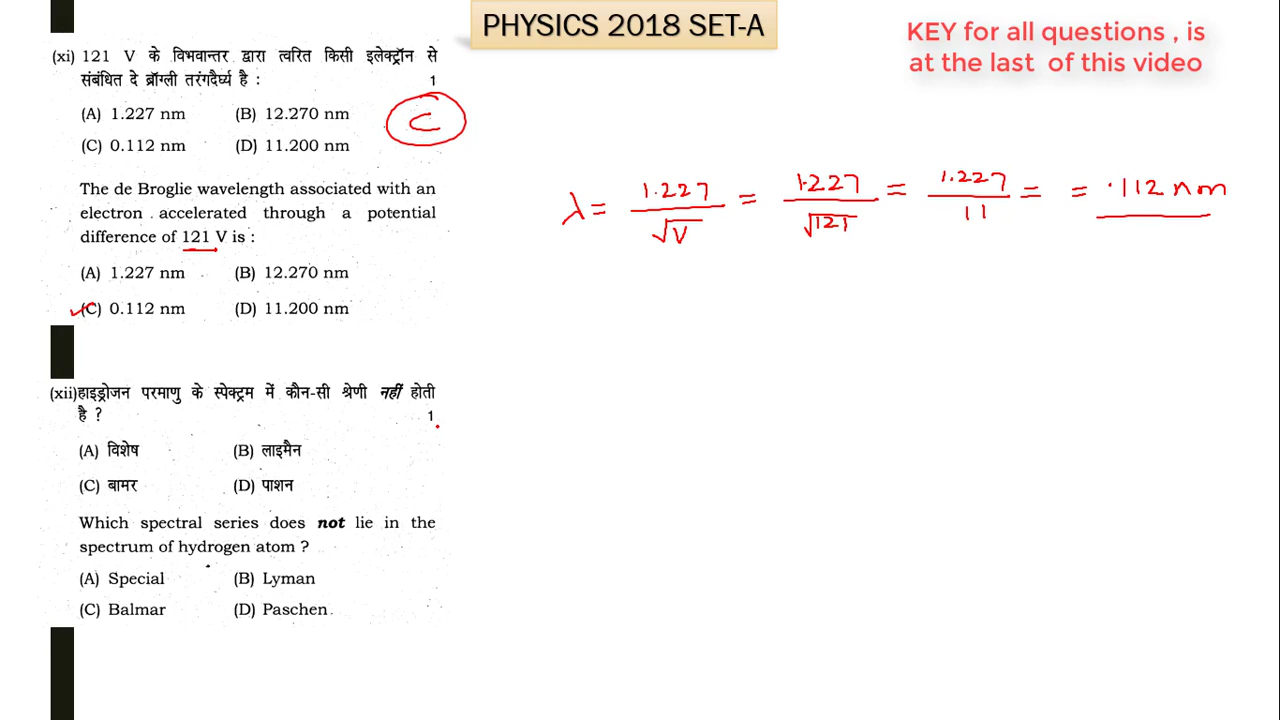 PHYSICS 2018 SET-A
KEY for all questions , is
at the last of this video
(xi) 121 V के विभवान्तर द्वारा त्वरित किसी इलेक्ट्रॉन से
संबंधित दे ब्रॉग्ली तरंगदैर्ध्य है : 1
(A) 1.227 nm (B) 12.270 nm
(C) 0.112 nm (D) 11.200 nm
C
The de Broglie wavelength associated with an
electron accelerated through a potential
difference of 121 V is :
(A) 1.227 nm (B) 12.270 nm
(C) 0.112 nm (D) 11.200 nm
λ = 1.227/√V = 1.227/√121 = 1.227/11 = = .112 nm
(xii) हाइड्रोजन परमाणु के स्पेक्ट्रम में कौन-सी श्रेणी नहीं होती
है ? 1
(A) विशेष (B) लाइमैन
(C) बामर (D) पाशन
Which spectral series does not lie in the
spectrum of hydrogen atom ?
(A) Special (B) Lyman
(C) Balmar (D) Paschen